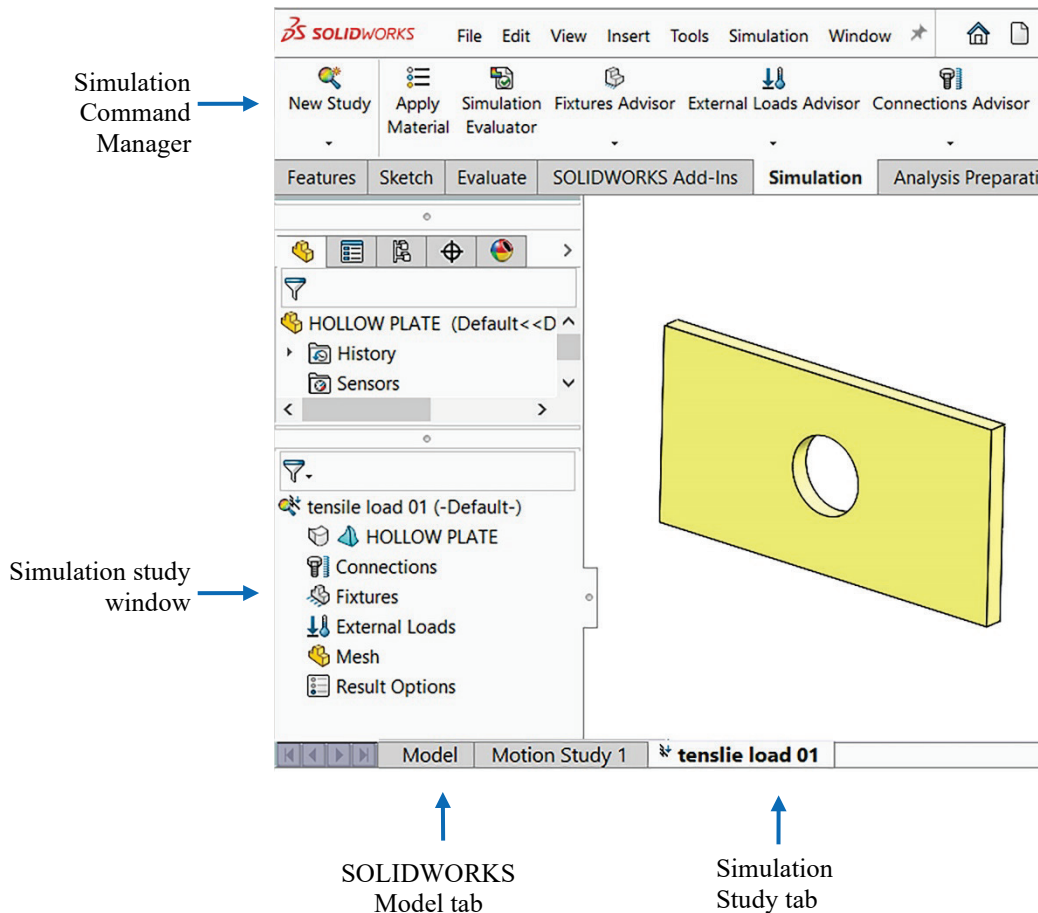 SOLIDWORKS File Edit View Insert Tools Simulation Window
Simulation
Command
Manager
New Study Apply Simulation Fixtures Advisor External Loads Advisor Connections Advisor
Material Evaluator
Features Sketch Evaluate SOLIDWORKS Add-Ins Simulation Analysis Preparati
HOLLOW PLATE (Default<<D
History
Sensors
tensile load 01 (-Default-)
HOLLOW PLATE
Connections
Simulation study
window
Fixtures
External Loads
Mesh
Result Options
Model Motion Study 1 tenslie load 01
SOLIDWORKS
Model tab
Simulation
Study tab